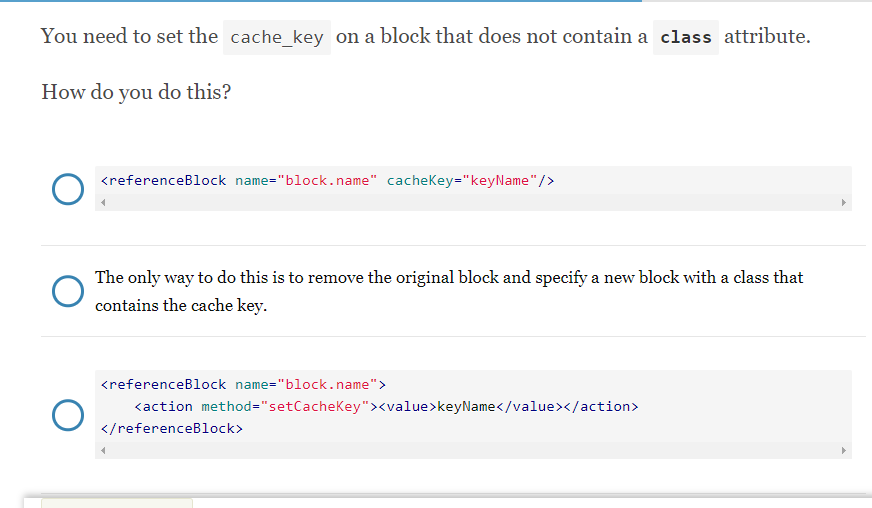 You need to set the cache_key on a block that does not contain a class attribute.
How do you do this?
<referenceBlock name="block.name" cacheKey="keyName"/>
The only way to do this is to remove the original block and specify a new block with a class that
contains the cache key.
<referenceBlock name="block.name">
    <action method="setCacheKey"><value>keyName</value></action>
</referenceBlock>